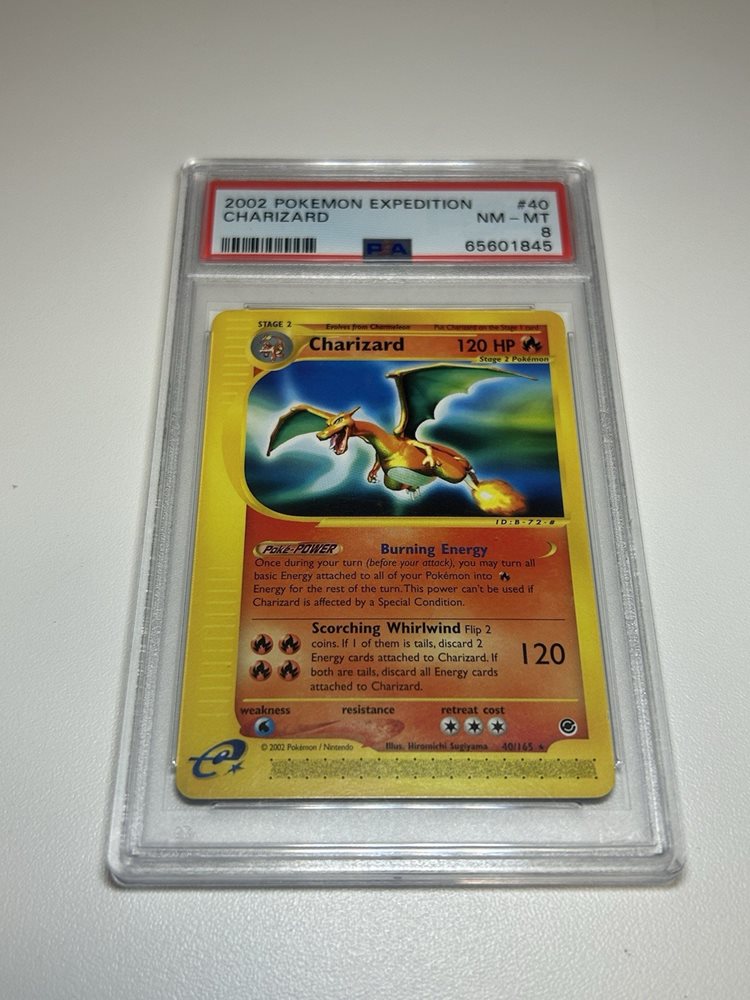 2002 POKEMON EXPEDITION #40
CHARIZARD NM - MT
8
PSA 65601845
STAGE 2 Evolves from Charmeleon Put Charizard on the Stage 1 card
Charizard 120 HP
Stage 2 Pokémon
ID:B-72-#
Poké-POWER Burning Energy
Once during your turn (before your attack), you may turn all
basic Energy attached to all of your Pokémon into
Energy for the rest of the turn. This power can't be used if
Charizard is affected by a Special Condition.
Scorching Whirlwind Flip 2
coins. If 1 of them is tails, discard 2
Energy cards attached to Charizard. If
both are tails, discard all Energy cards
attached to Charizard.
120
weakness resistance retreat cost
© 2002 Pokémon / Nintendo Illus. Hiromichi Sugiyama 40/165 ★
e